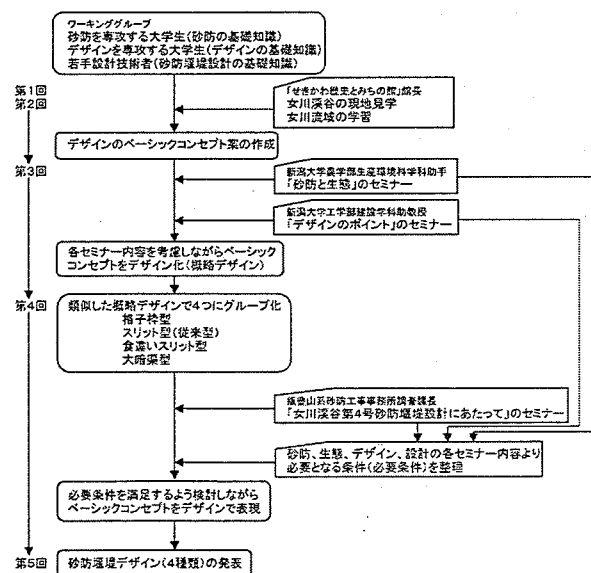 ワーキンググループ
砂防を専攻する大学生(砂防の基礎知識)
デザインを専攻する大学生(デザインの基礎知識)
若手設計技術者(砂防堰堤設計の基礎知識)
第1回
第2回
「せきかわ歴史とみちの館」館長
女川渓谷の現地見学
女川流域の学習
デザインのベーシックコンセプト案の作成
第3回
新潟大学農学部生産環境科学科助手
「砂防と生態」のセミナー
新潟大学工学部建設学科助教授
「デザインのポイント」のセミナー
各セミナー内容を考慮しながらベーシック
コンセプトをデザイン化(概略デザイン)
第4回
類似した概略デザインで4つにグループ化
格子枠型
スリット型(従来型)
食違いスリット型
大暗渠型
飯豊山系砂防工事事務所調査課長
「女川渓谷第4号砂防堰堤設計にあたって」のセミナー
砂防、生態、デザイン、設計の各セミナー内容より
必要となる条件(必要条件)を整理
必要条件を満足するよう検討しながら
ベーシックコンセプトをデザインで表現
第5回
砂防堰堤デザイン(4種類)の発表